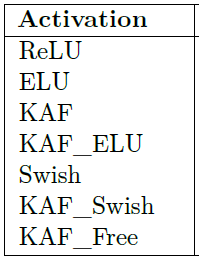 Activation
ReLU
ELU
KAF
KAF_ELU
Swish
KAF_Swish
KAF_Free